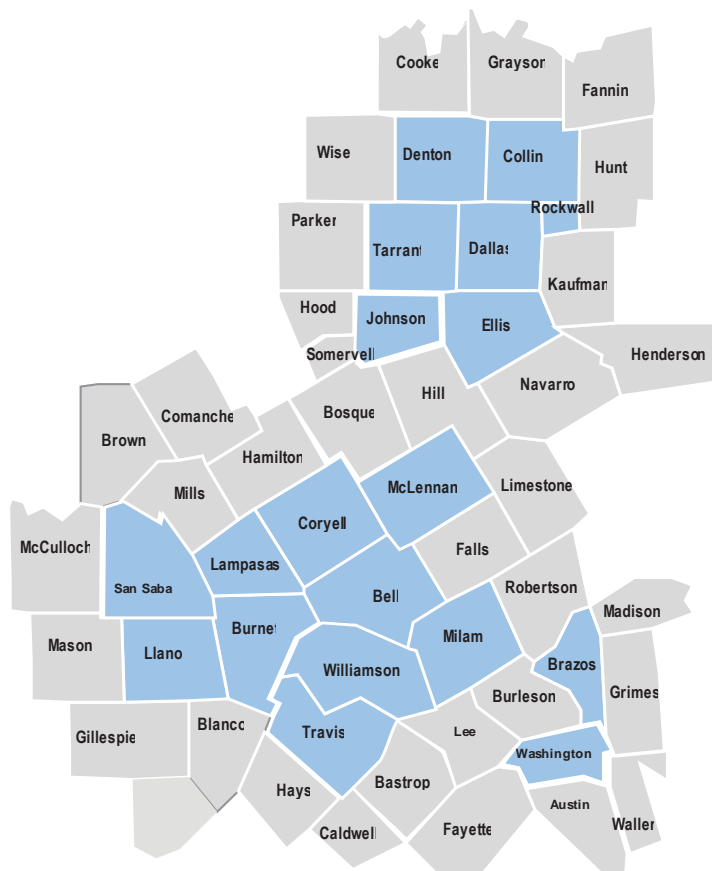 Cooke
Grayson
Fannin
Wise
Denton
Collin
Hunt
Rockwall
Parker
Tarrant
Dallas
Kaufman
Hood
Johnson
Ellis
Somervell
Henderson
Navarro
Hill
Bosque
Comanche
Brown
Hamilton
Mills
McLennan
Limestone
Coryell
McCulloch
Falls
Lampasas
San Saba
Robertson
Bell
Madison
Mason
Llano
Burnet
Milam
Brazos
Williamson
Burleson
Grimes
Gillespie
Blanco
Travis
Lee
Washington
Hays
Bastrop
Austin
Caldwell
Fayette
Waller